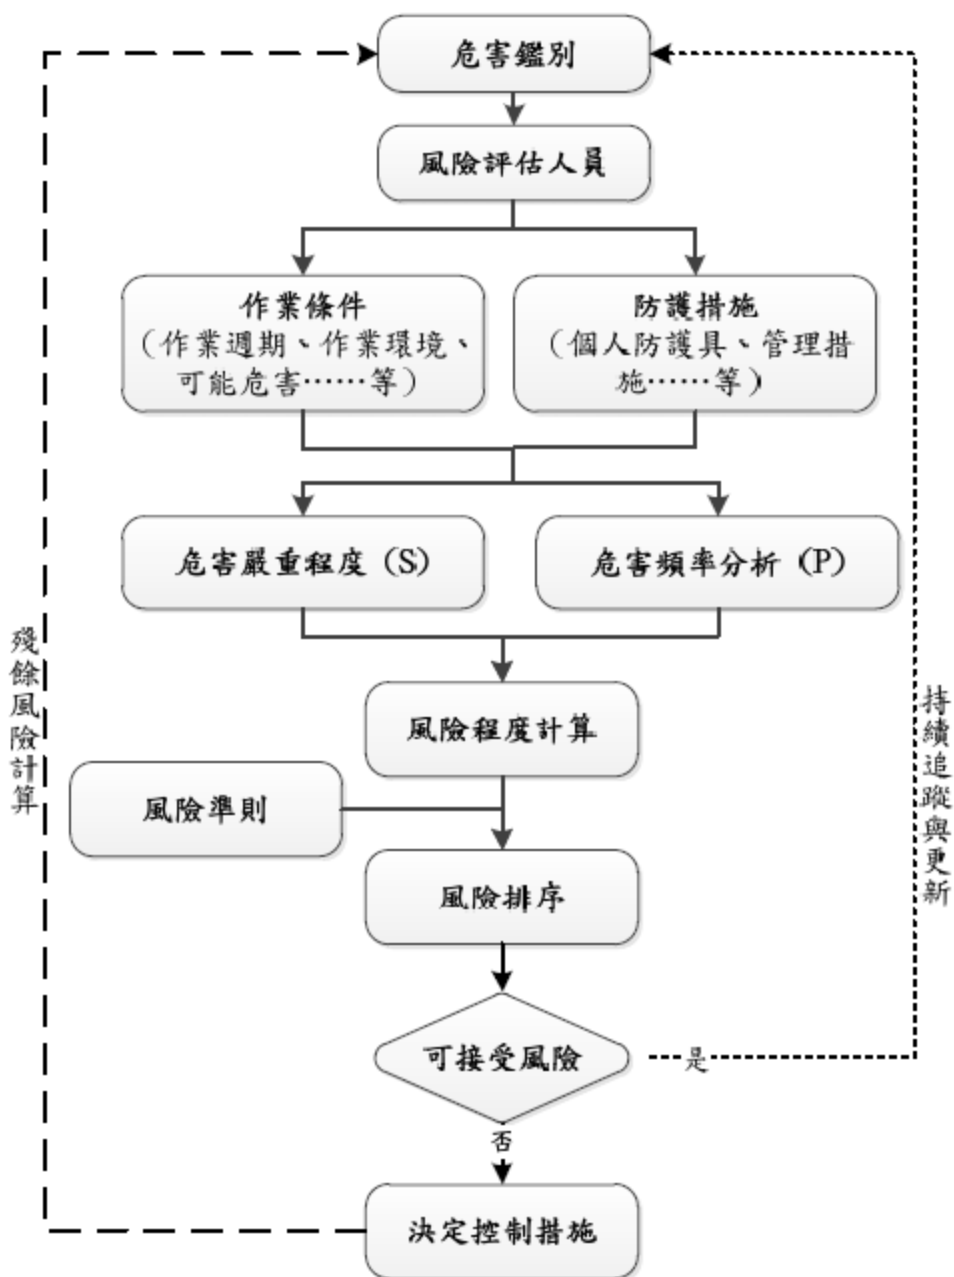 危害鑑別
風險評估人員
作業條件
（作業週期、作業環境、
可能危害……等）
防護措施
（個人防護具、管理措
施……等）
危害嚴重程度（S）
危害頻率分析（P）
風險程度計算
風險準則
風險排序
可接受風險
是
否
決定控制措施
殘餘風險計算
持續追蹤與更新